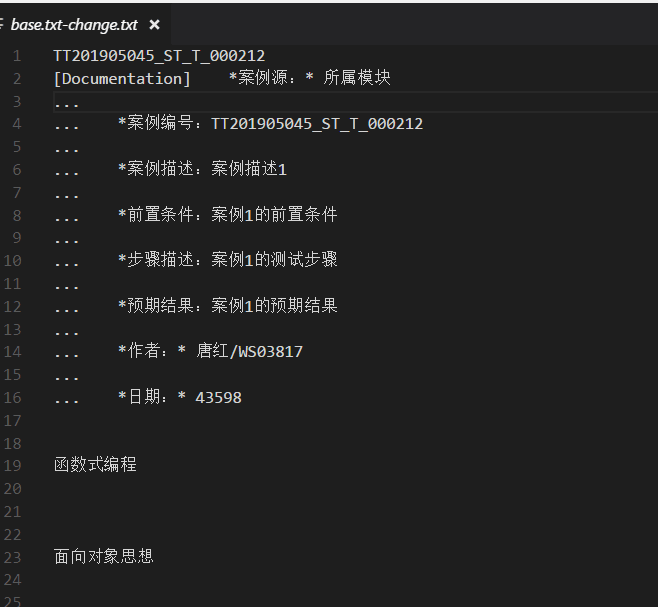 base.txt-change.txt ×
1 TT201905045_ST_T_000212
2 [Documentation]    *案例源：* 所属模块
3 ...
4 ...    *案例编号：TT201905045_ST_T_000212
5 ...
6 ...    *案例描述：案例描述1
7 ...
8 ...    *前置条件：案例1的前置条件
9 ...
10 ...    *步骤描述：案例1的测试步骤
11 ...
12 ...    *预期结果：案例1的预期结果
13 ...
14 ...    *作者：* 唐红/WS03817
15 ...
16 ...    *日期：* 43598
17
18
19 函数式编程
20
21
22
23 面向对象思想
24
25